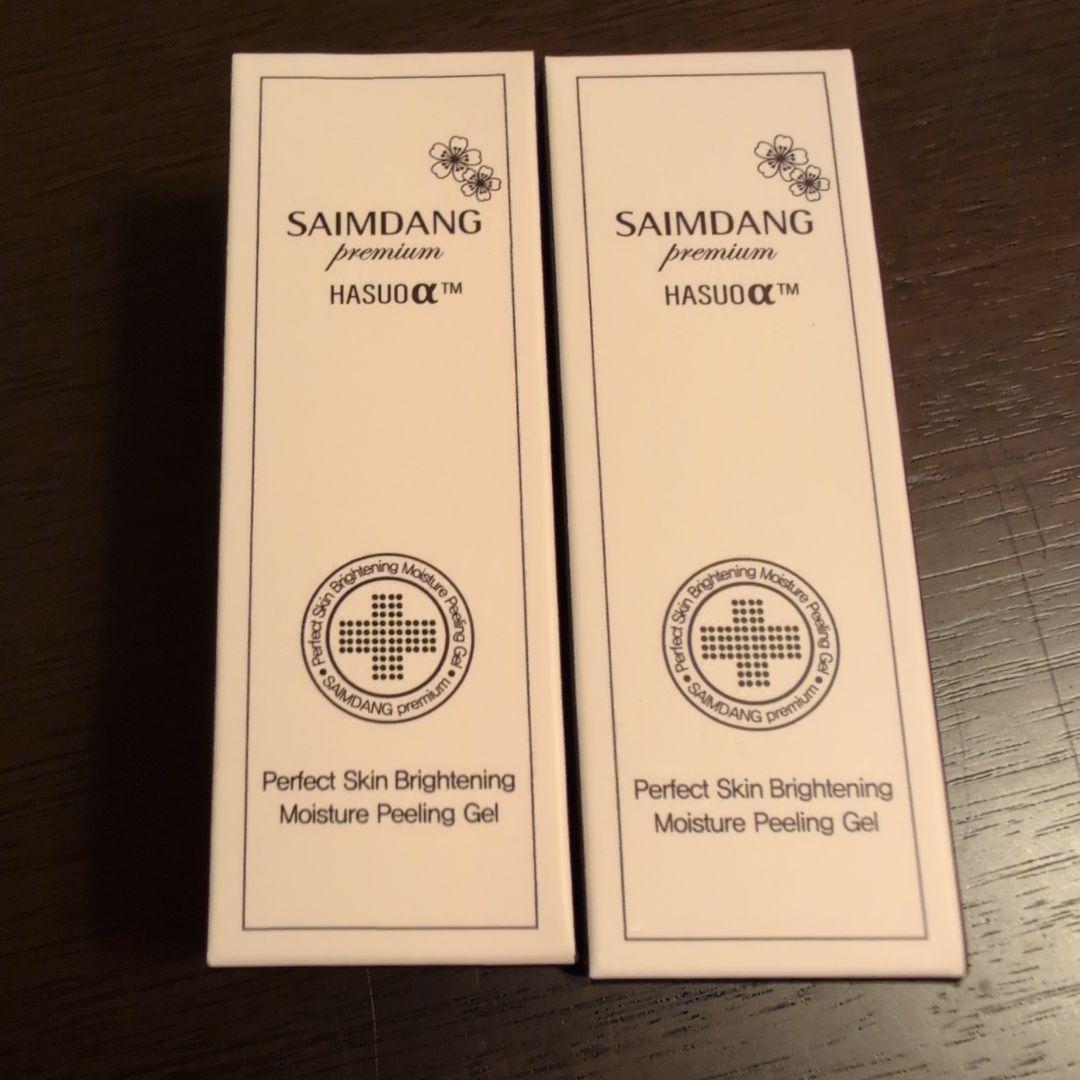 SAIMDANG
premium
HASUOα™
Perfect Skin Brightening Moisture Peeling Gel
• SAIMDANG premium •
Perfect Skin Brightening
Moisture Peeling Gel
SAIMDANG
premium
HASUOα™
Perfect Skin Brightening Moisture Peeling Gel
• SAIMDANG premium •
Perfect Skin Brightening
Moisture Peeling Gel